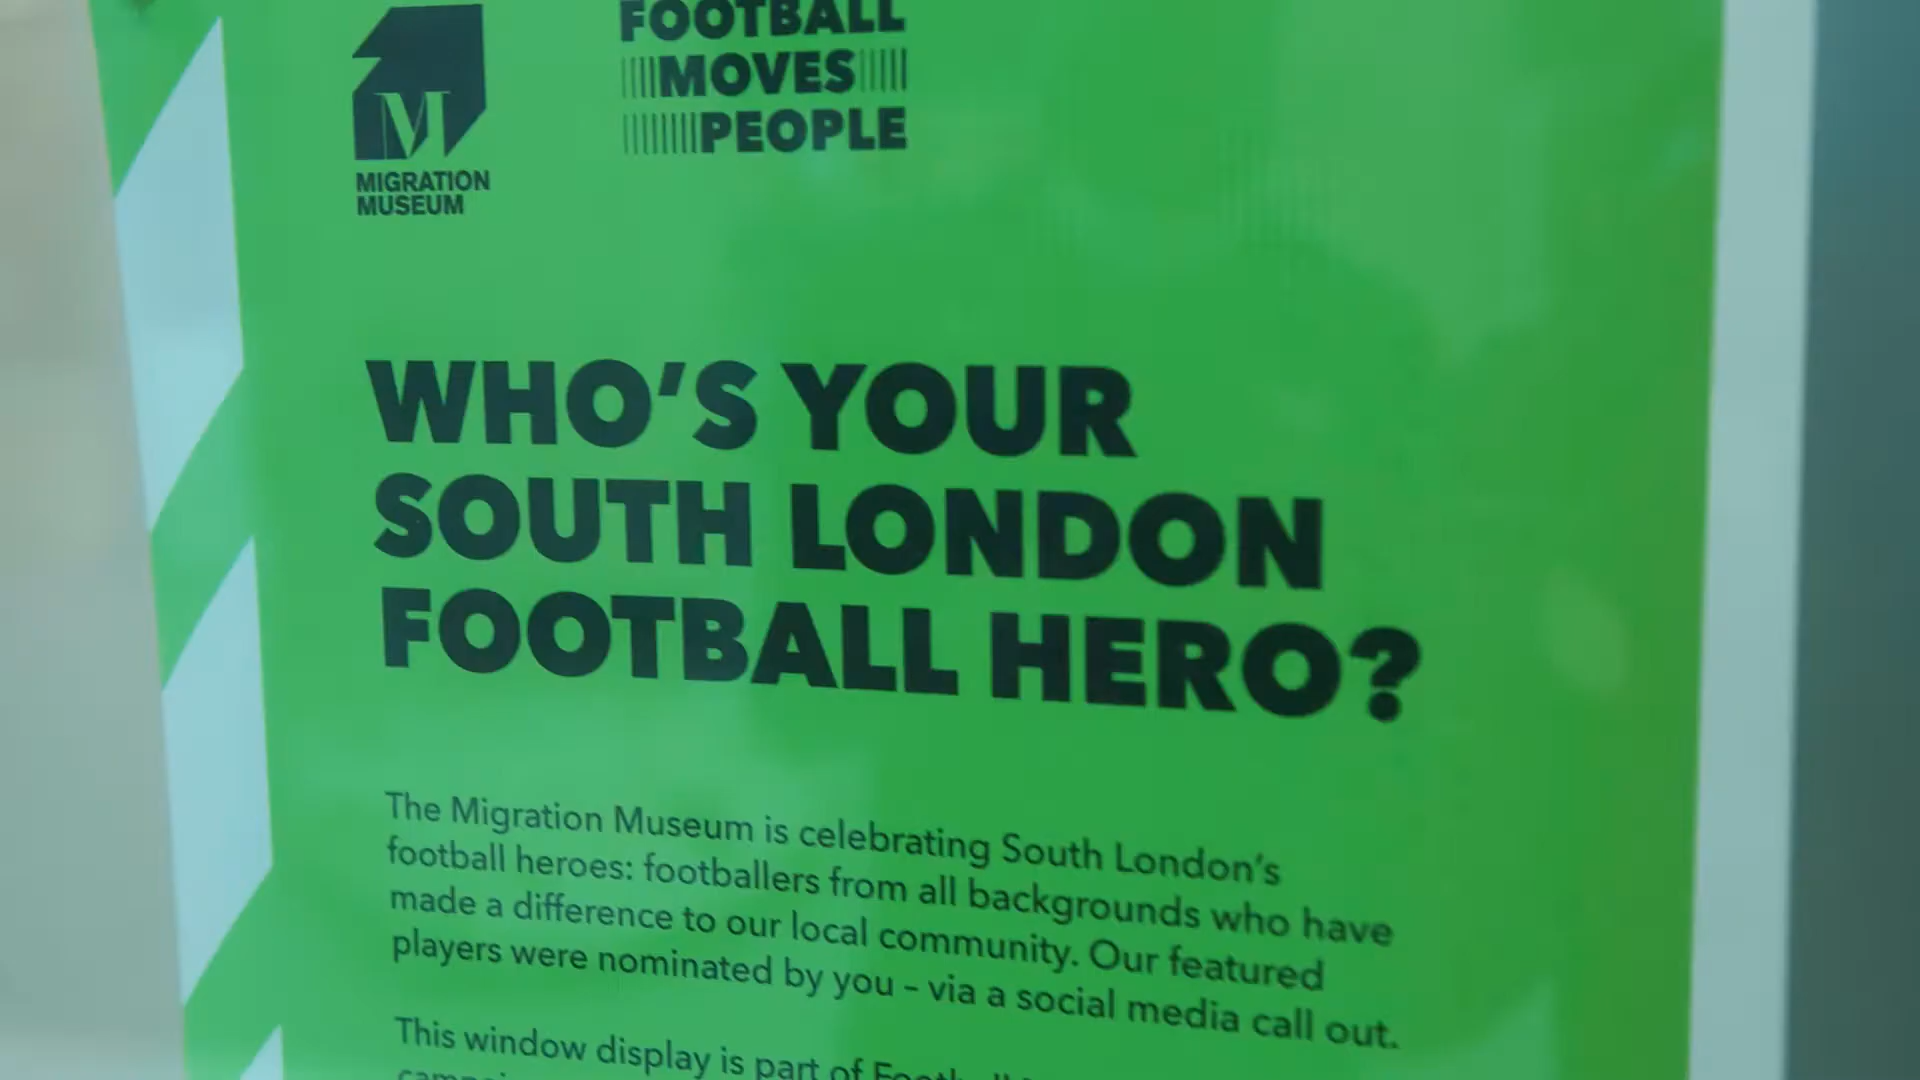 MIGRATION
MUSEUM
FOOTBALL
MOVES
PEOPLE
WHO'S YOUR
SOUTH LONDON
FOOTBALL HERO?
The Migration Museum is celebrating South London's
football heroes: footballers from all backgrounds who have
made a difference to our local community. Our featured
players were nominated by you – via a social media call out.
This window display is part of